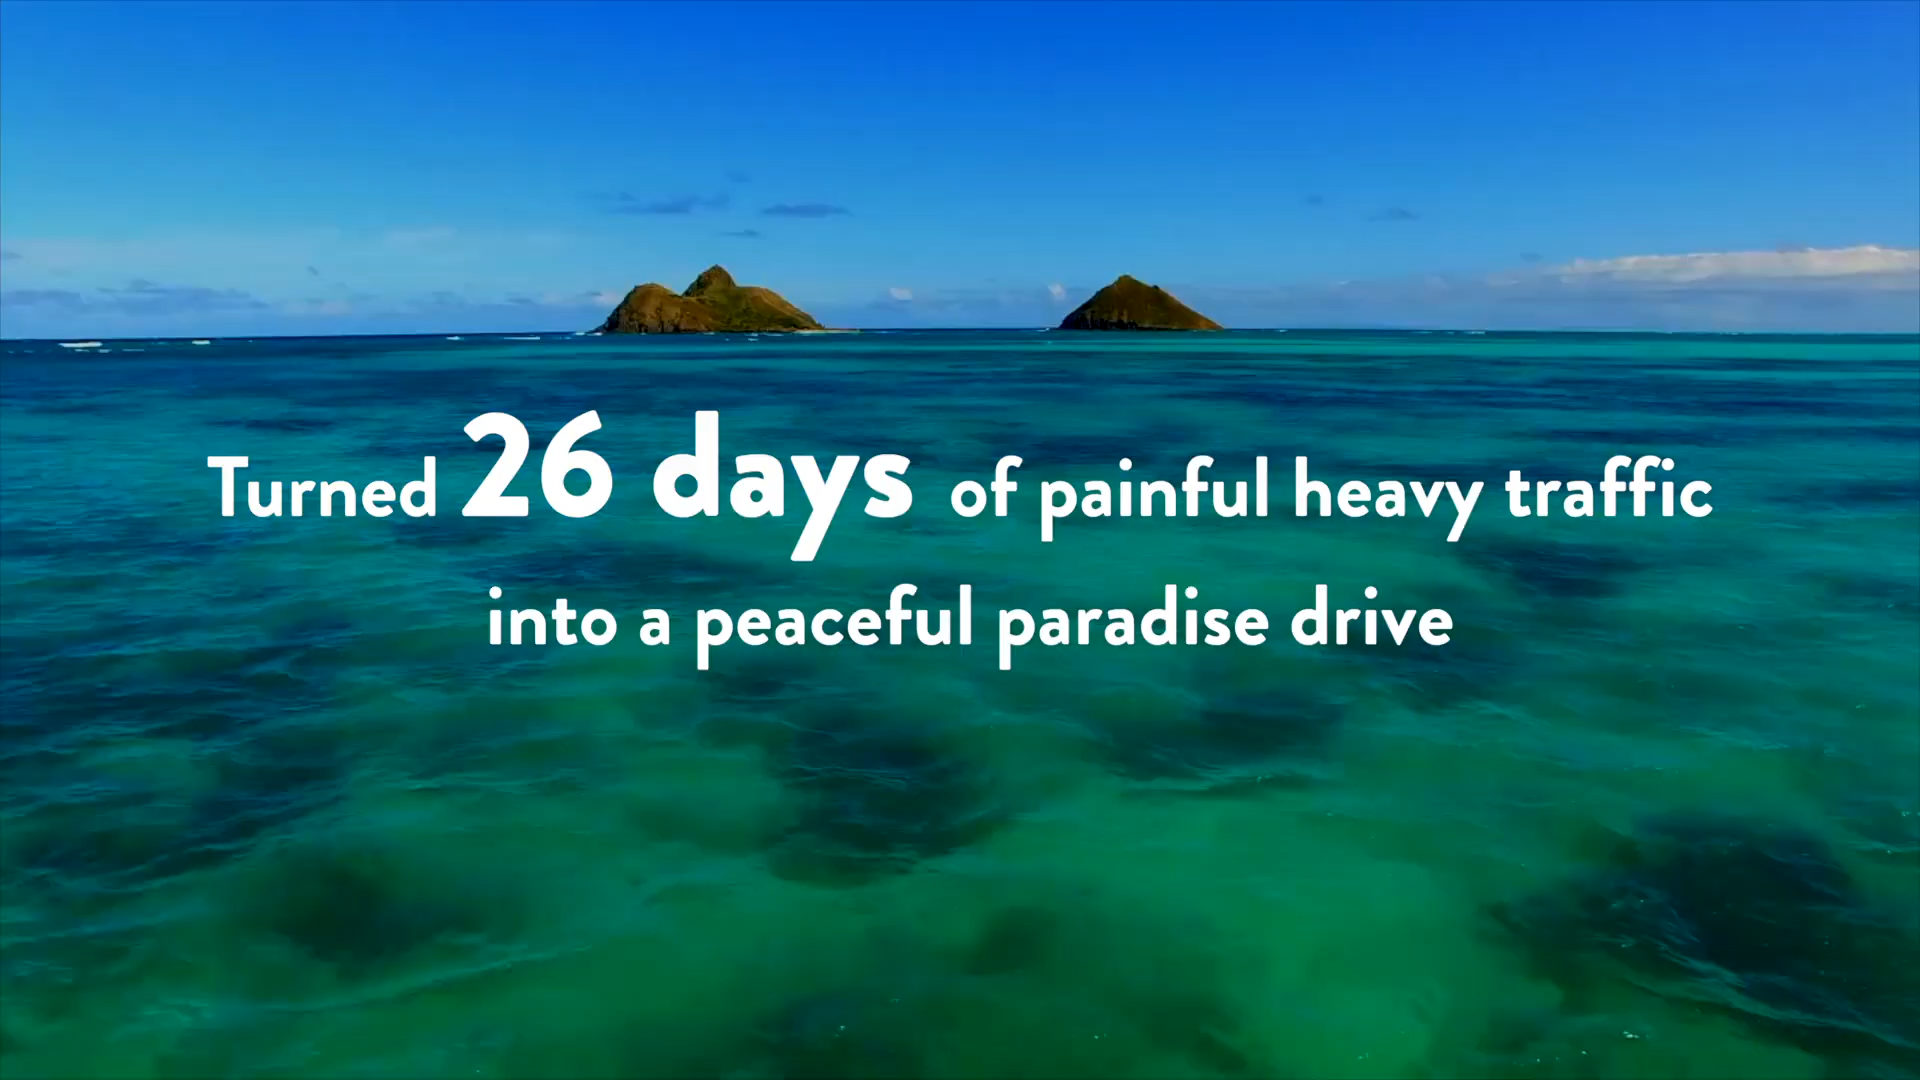 Turned 26 days of painful heavy traffic
into a peaceful paradise drive